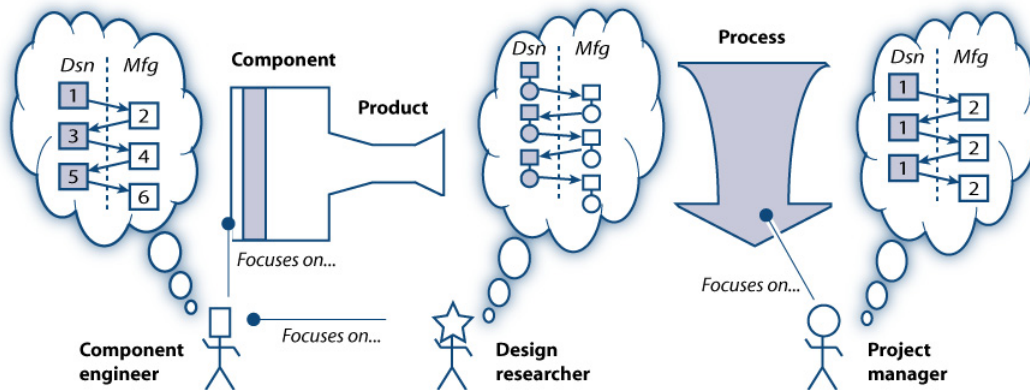 Dsn Mfg
1
2
3
4
5
6
Component
Product
Focuses on...
Component
engineer
Focuses on...
Dsn Mfg
Design
researcher
Process
Focuses on...
Dsn Mfg
1
2
1
2
1
2
Project
manager